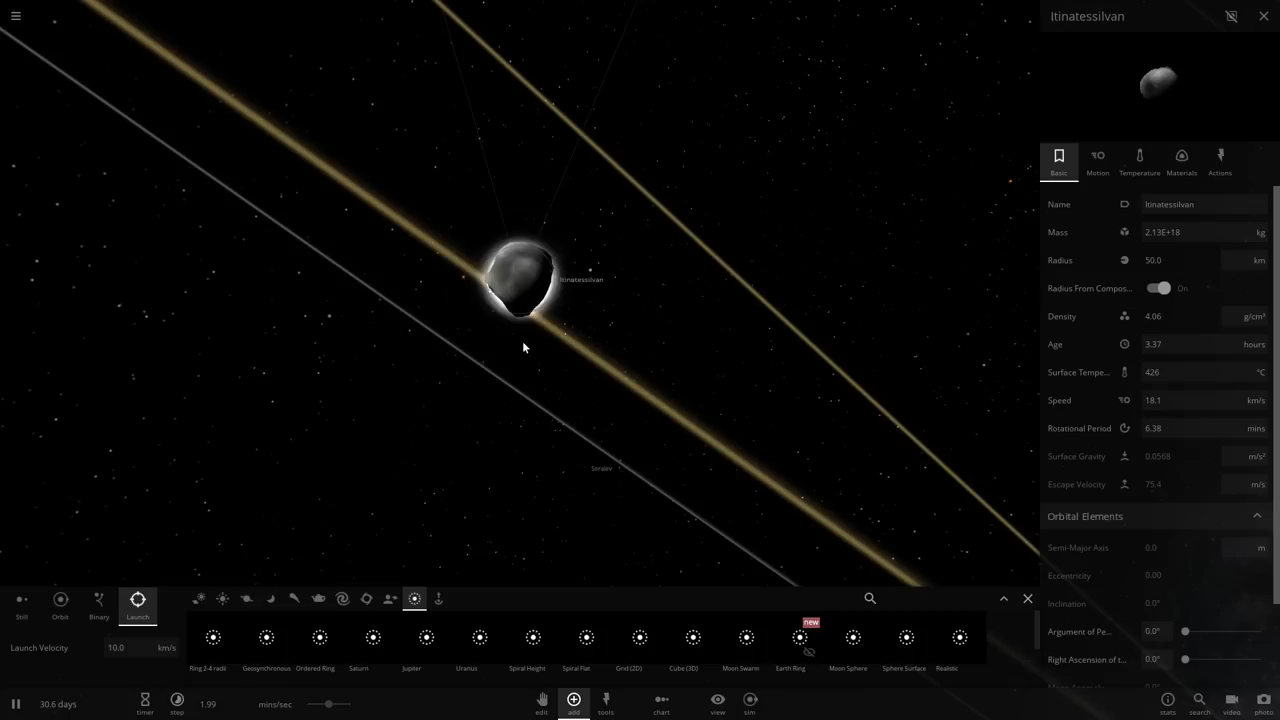 Itinatessilvan
Basic
Motion
Temperature
Materials
Actions
Name Itinatessilvan
Mass 2.13E+18 kg
Radius 50.0 km
Radius From Compos... On
Density 4.06 g/cm³
Age 3.37 hours
Surface Tempe... 426 °C
Speed 18.1 km/s
Rotational Period 6.38 mins
Surface Gravity 0.0568 m/s²
Escape Velocity 75.4 m/s
Orbital Elements
Semi-Major Axis 0.0 m
Eccentricity 0.00
Inclination 0.0°
Argument of Pe... 0.0°
Right Ascension of t... 0.0°
Itinatessilvan
Still
Orbit
Binary
Launch
Launch Velocity 10.0 km/s
new
Ring 2-4 radii
Geosynchronous
Ordered Ring
Saturn
Jupiter
Uranus
Spiral Height
Spiral Flat
Grid (2D)
Cube (3D)
Moon Swarm
Earth Ring
Moon Sphere
Sphere Surface
Realistic
30.6 days
timer
step
1.99 mins/sec
edit
add
tools
chart
view
sim
stats
search
video
photo